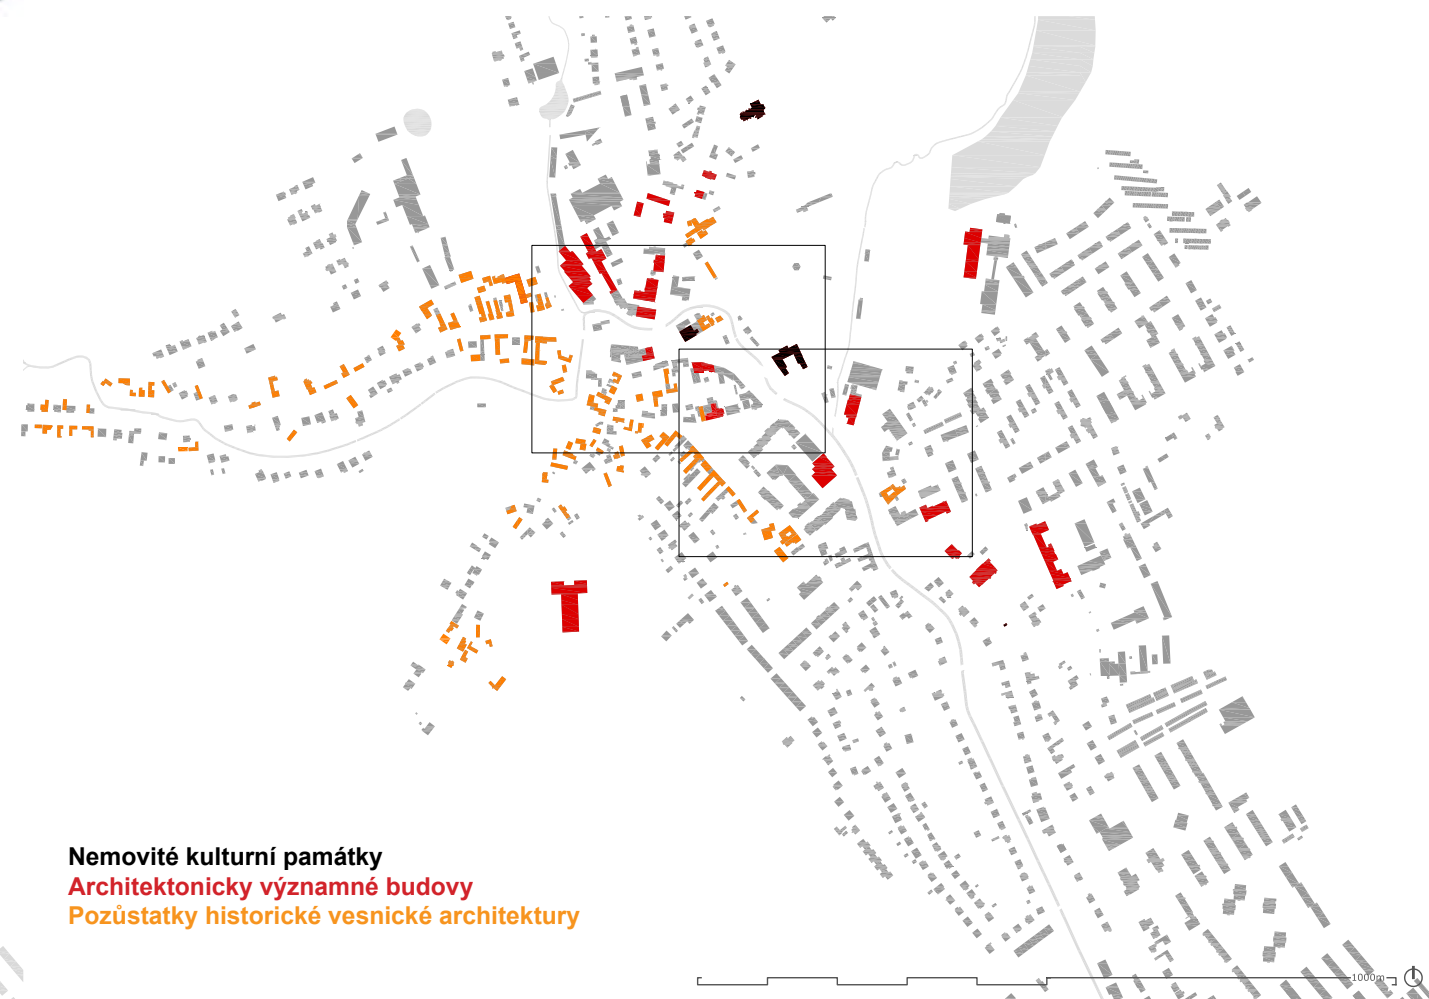 Nemovité kulturní památky
Architektonicky významné budovy
Pozůstatky historické vesnické architektury
1000m